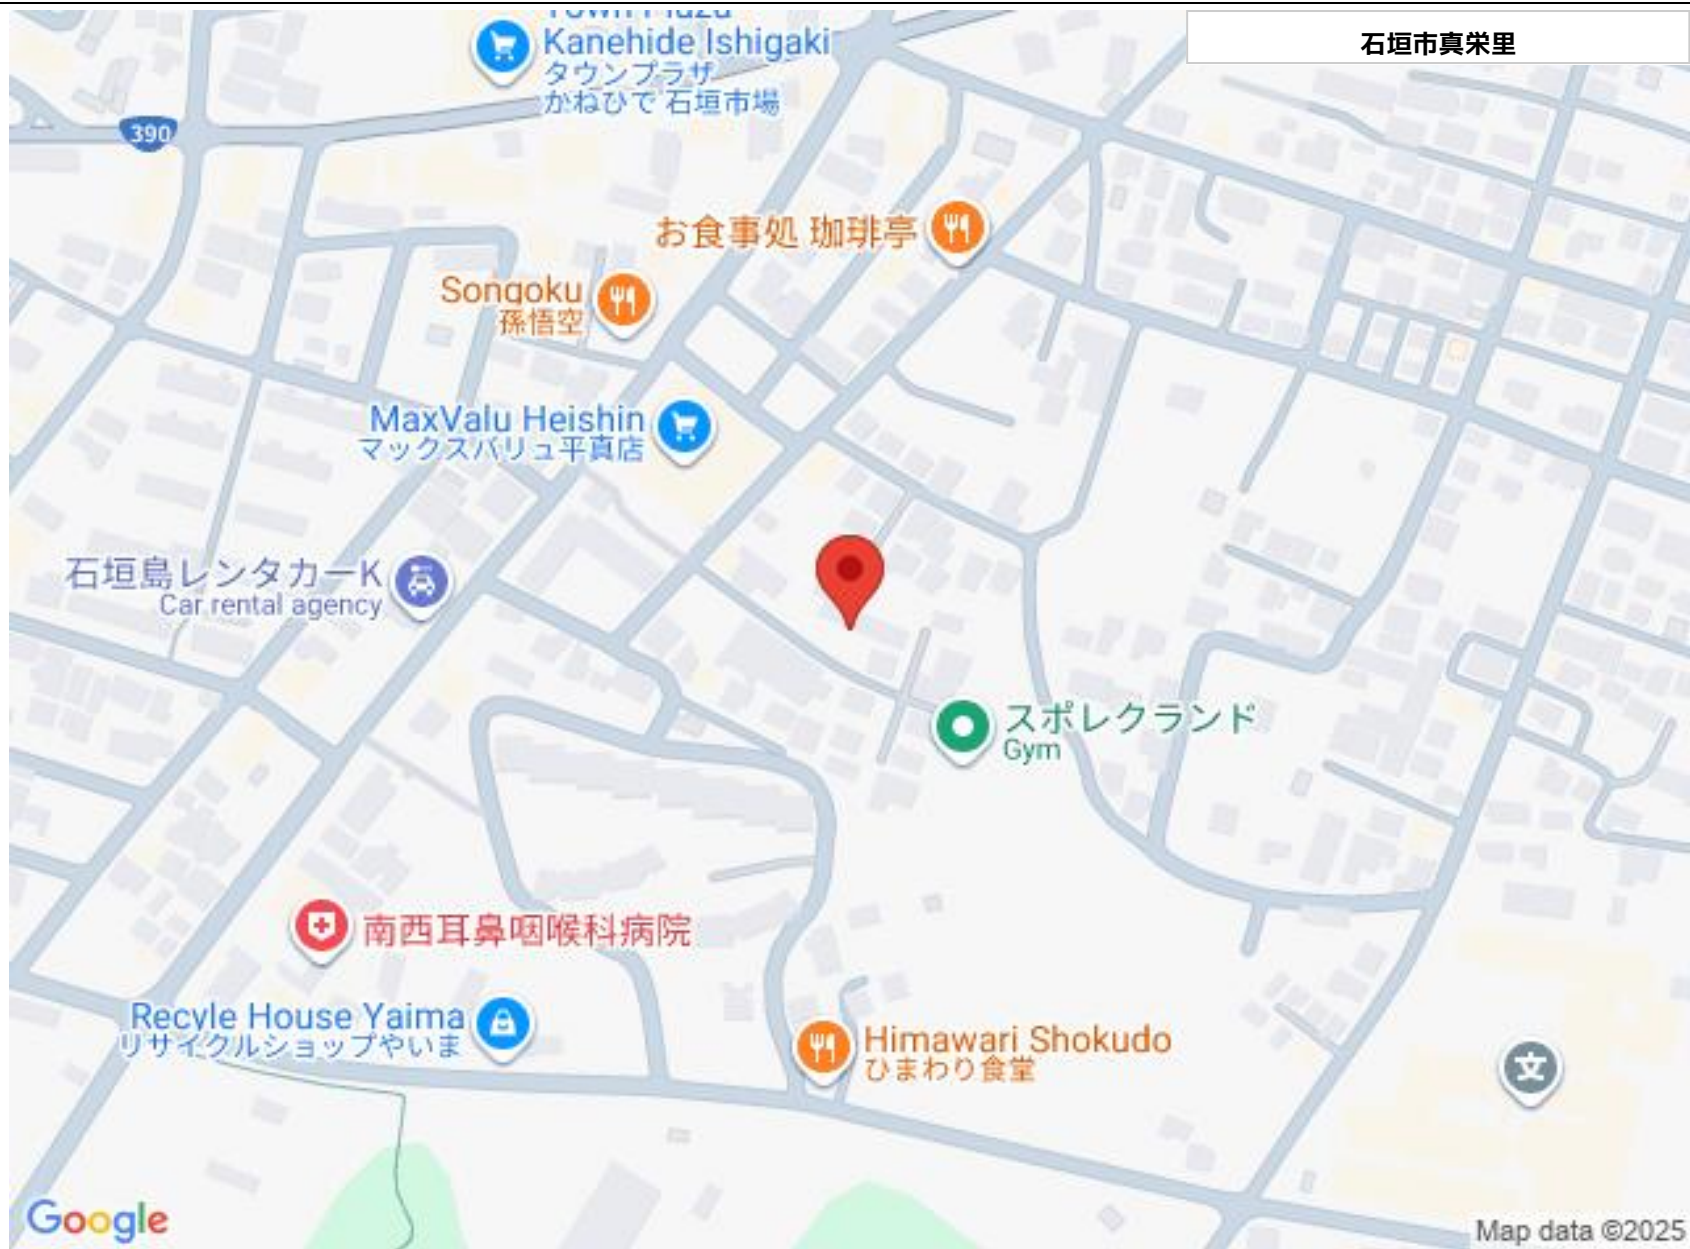 Town Plaza
Kanehide Ishigaki
タウンプラザ
かねひで 石垣市場
石垣市真栄里
390
お食事処 珈琲亭
Songoku
孫悟空
MaxValu Heishin
マックスバリュ平真店
石垣島レンタカーK
Car rental agency
スポレクランド
Gym
南西耳鼻咽喉科病院
Recyle House Yaima
リサイクルショップやいま
Himawari Shokudo
ひまわり食堂
文
Google
Map data ©2025